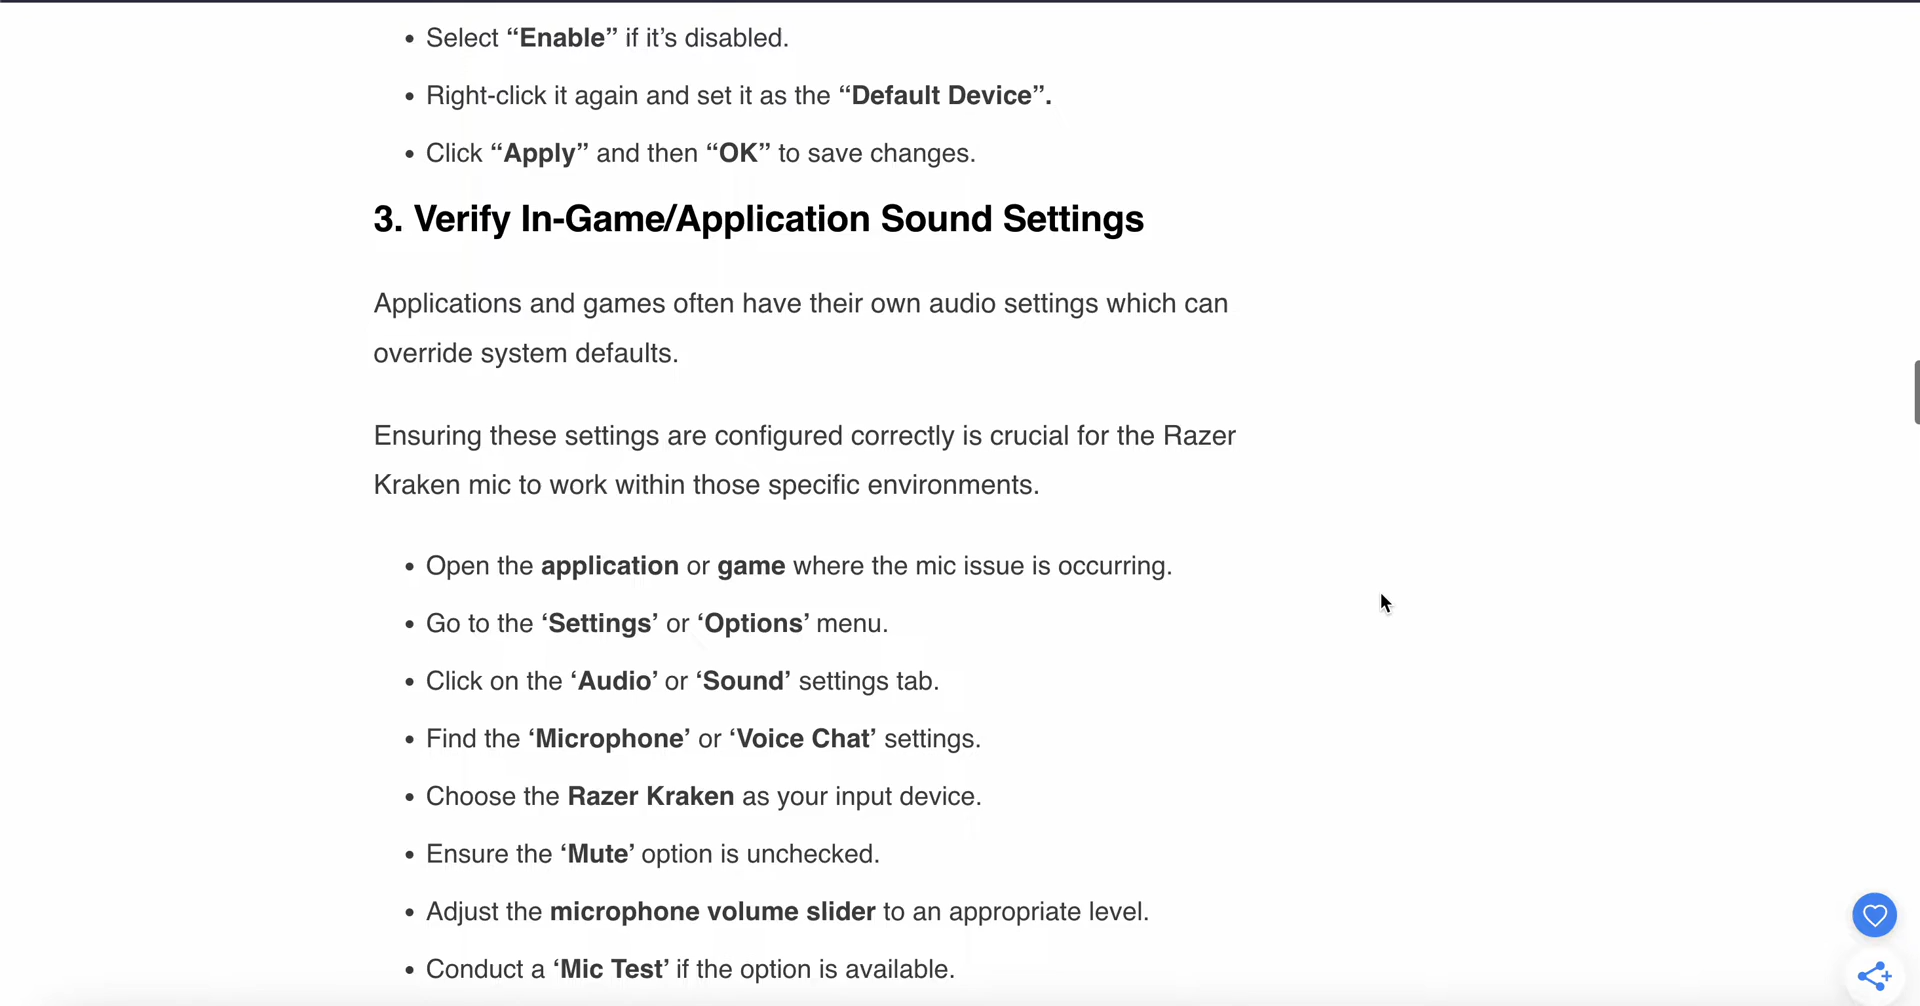 • Select “Enable” if it’s disabled.
• Right-click it again and set it as the “Default Device”.
• Click “Apply” and then “OK” to save changes.
3. Verify In-Game/Application Sound Settings
Applications and games often have their own audio settings which can
override system defaults.
Ensuring these settings are configured correctly is crucial for the Razer
Kraken mic to work within those specific environments.
• Open the application or game where the mic issue is occurring.
• Go to the ‘Settings’ or ‘Options’ menu.
• Click on the ‘Audio’ or ‘Sound’ settings tab.
• Find the ‘Microphone’ or ‘Voice Chat’ settings.
• Choose the Razer Kraken as your input device.
• Ensure the ‘Mute’ option is unchecked.
• Adjust the microphone volume slider to an appropriate level.
• Conduct a ‘Mic Test’ if the option is available.